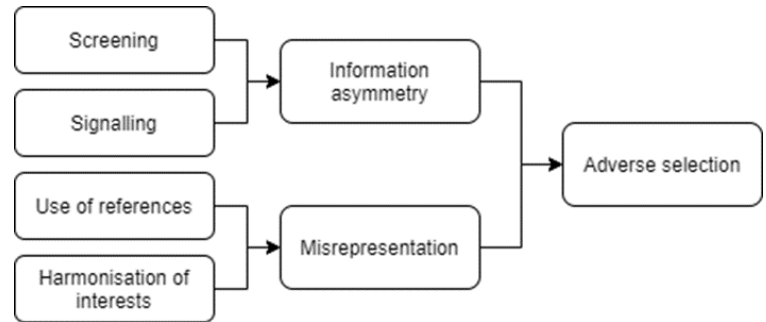 Screening
Signalling
Use of references
Harmonisation of
interests
Information
asymmetry
Misrepresentation
Adverse selection